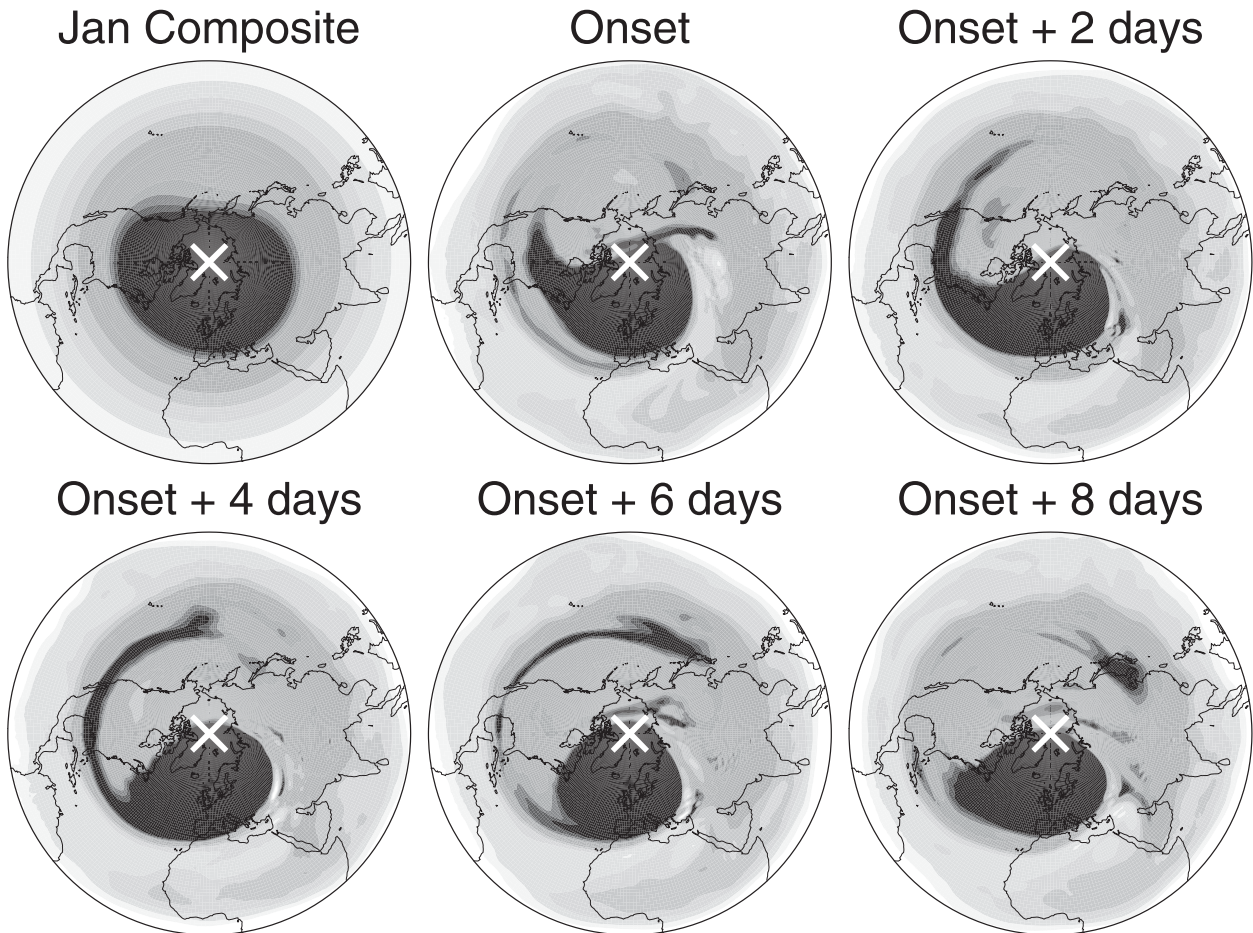 Jan Composite
Onset
Onset + 2 days
Onset + 4 days
Onset + 6 days
Onset + 8 days